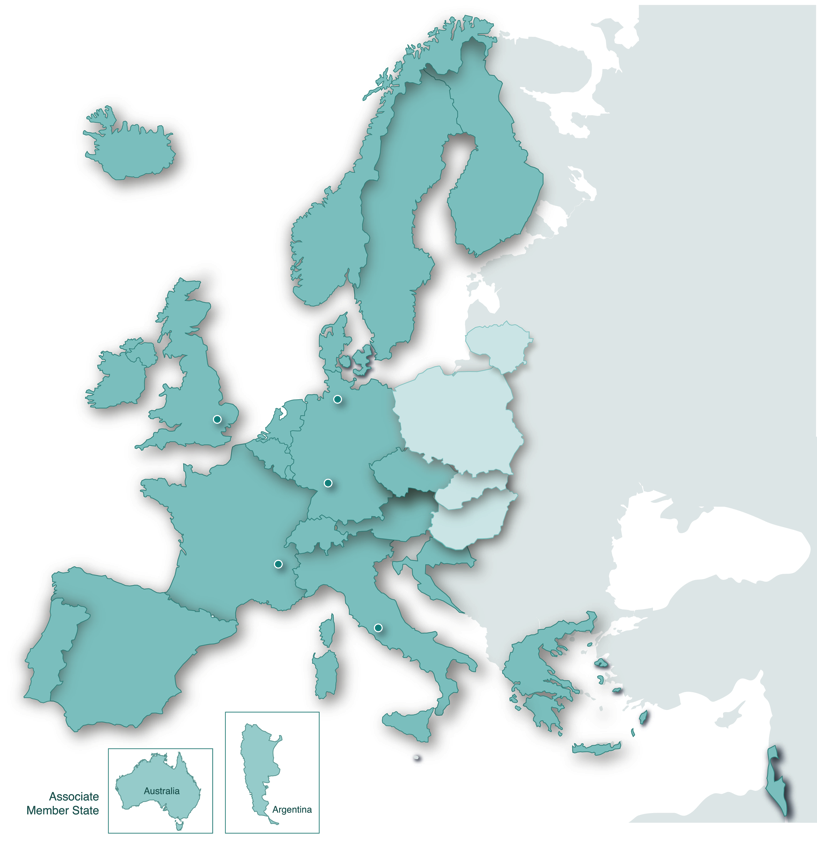 Australia
Associate
Member State
Argentina